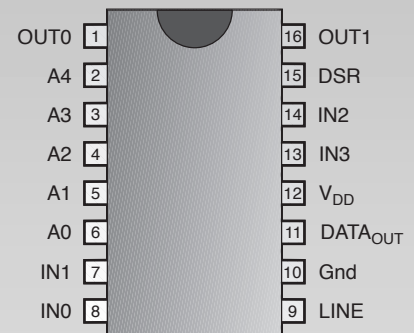 OUT0 1 16 OUT1
A4 2 15 DSR
A3 3 14 IN2
A2 4 13 IN3
A1 5 12 VDD
A0 6 11 DATAOUT
IN1 7 10 Gnd
IN0 8 9 LINE